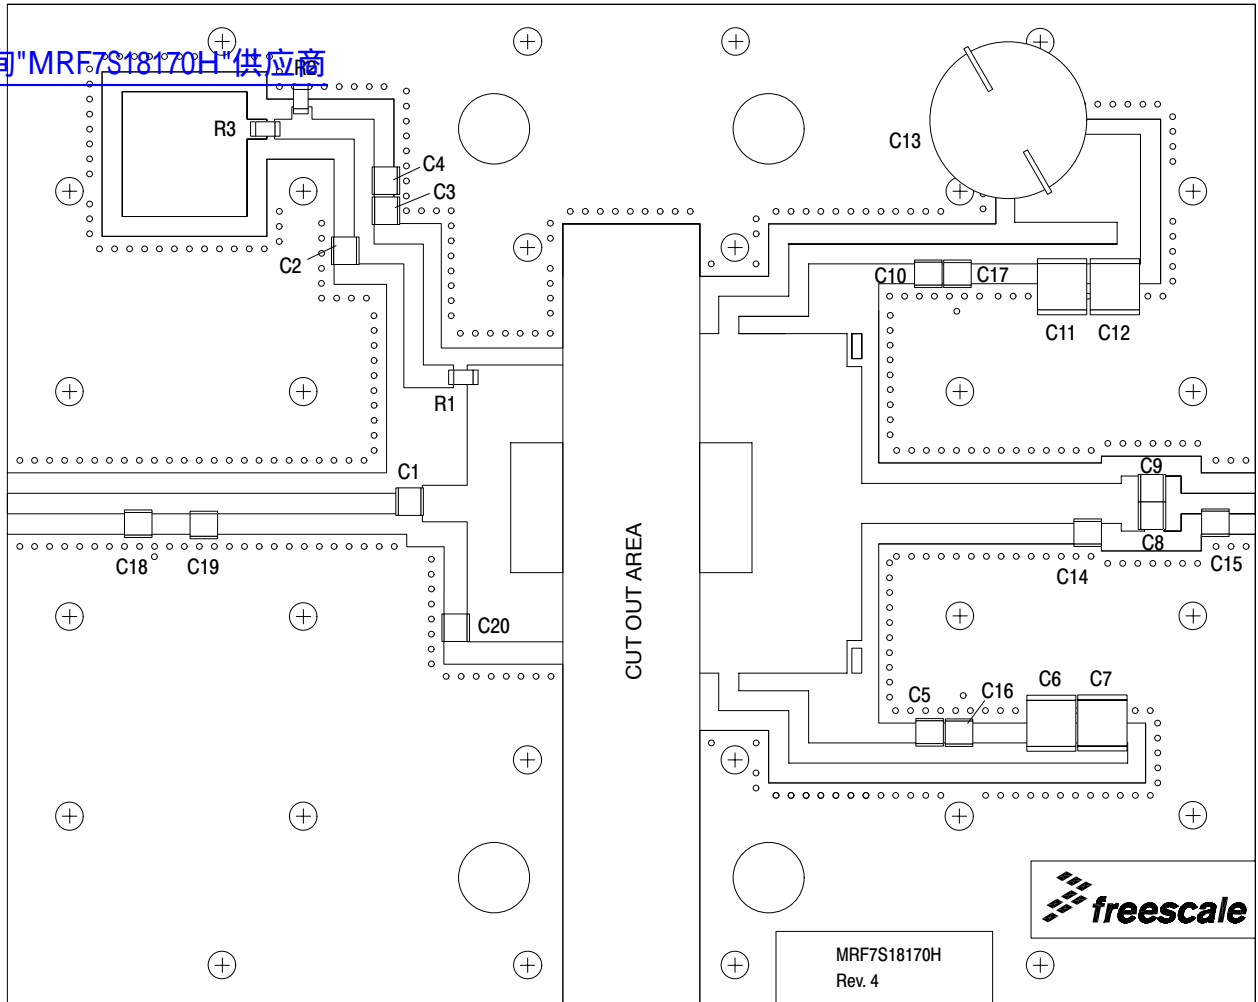 询"MRF7S18170H"供应商
R2
R3
C4
C3
C2
C13
C10
C17
C11
C12
R1
C1
C9
C8
C18
C19
C14
C15
C20
CUT OUT AREA
C5
C16
C6
C7
freescale
MRF7S18170H
Rev. 4